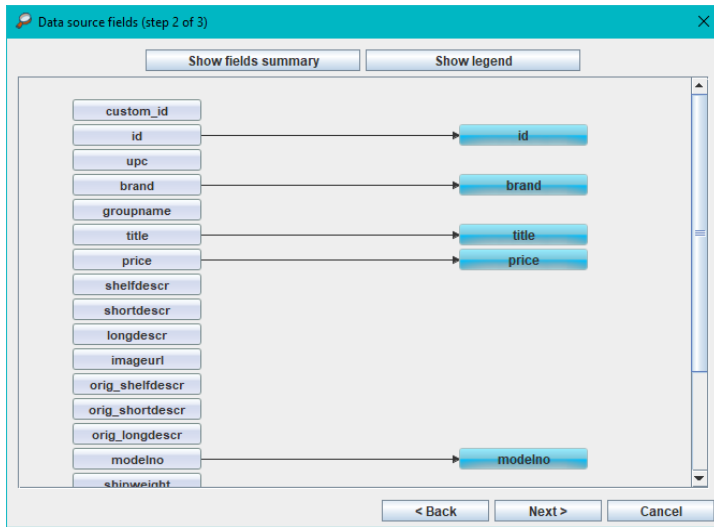 Data source fields (step 2 of 3)
Show fields summary Show legend
custom_id
id id
upc
brand brand
groupname
title title
price price
shelfdescr
shortdescr
longdescr
imageurl
orig_shelfdescr
orig_shortdescr
orig_longdescr
modelno modelno
shipweight
< Back Next > Cancel